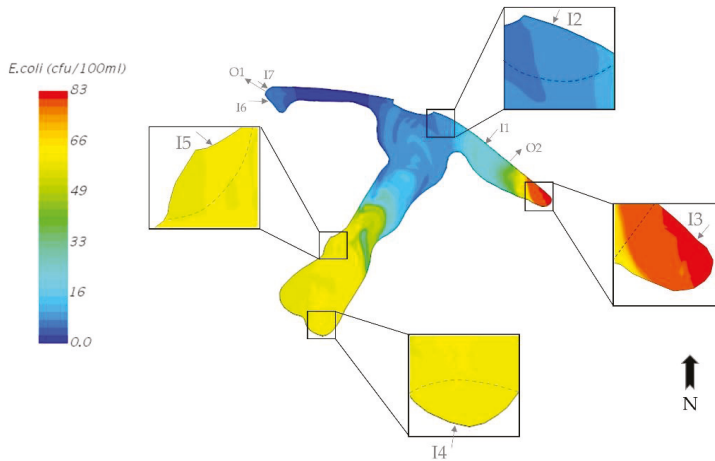 E.coli (cfu/100ml)
83
66
49
33
16
0.0
O1
I7
I6
I2
I1
O2
I5
I3
I4
N